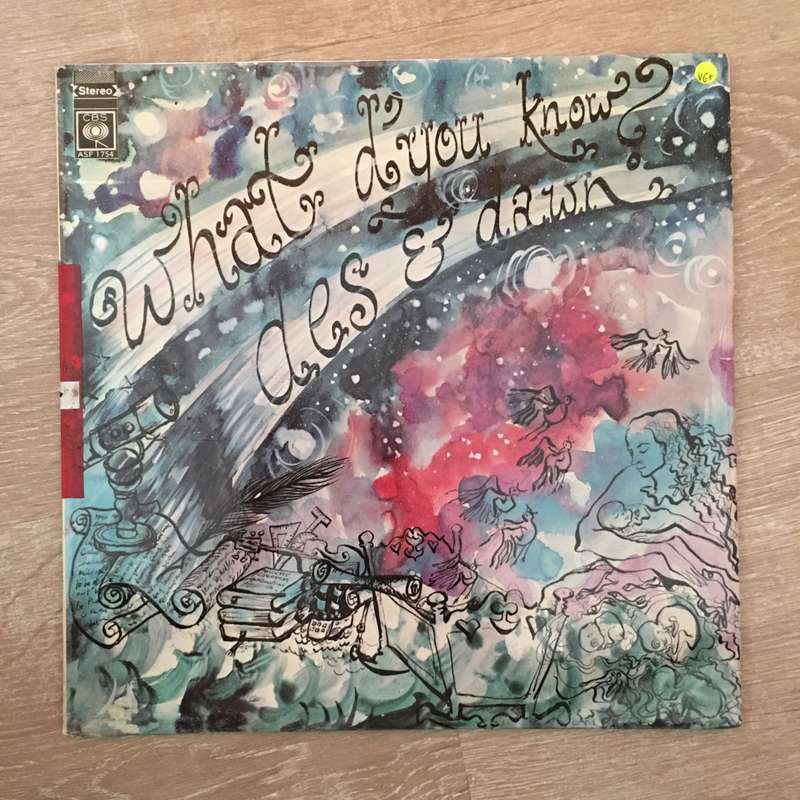 Stereo
CBS
ASF 1754
VG+
What d'you know?
des & dawn